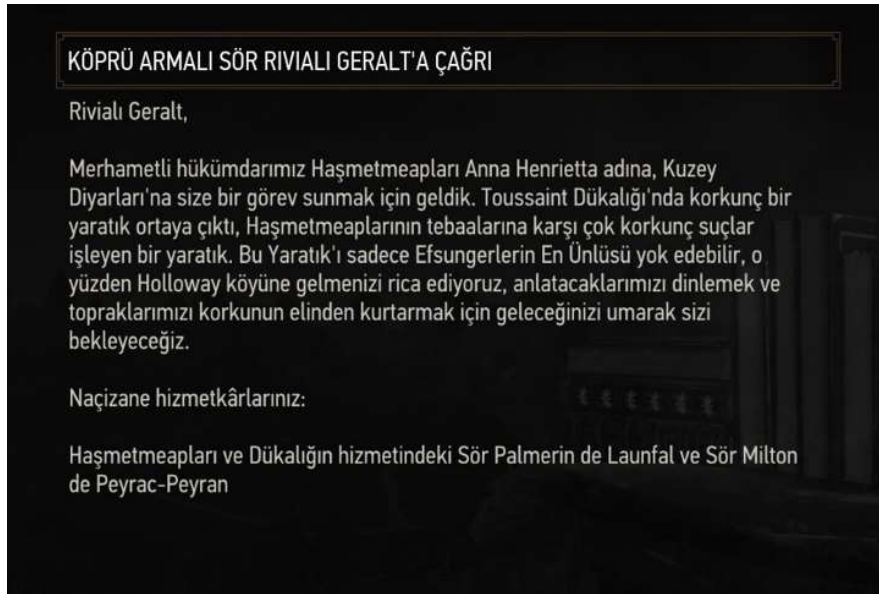 KÖPRÜ ARMALI SÖR RIVIALI GERALT'A ÇAĞRI
Rivialı Geralt,
Merhametli hükümdarımız Haşmetmeapları Anna Henrietta adına, Kuzey
Diyarları'na size bir görev sunmak için geldik. Toussaint Dükalığı'nda korkunç bir
yaratık ortaya çıktı, Haşmetmeaplarının tebaalarına karşı çok korkunç suçlar
işleyen bir yaratık. Bu Yaratık'ı sadece Efsungerlerin En Ünlüsü yok edebilir, o
yüzden Holloway köyüne gelmenizi rica ediyoruz, anlatacaklarımızı dinlemek ve
topraklarımızı korkunun elinden kurtarmak için geleceğinizi umarak sizi
bekleyeceğiz.
Naçizane hizmetkârlarınız:
Haşmetmeapları ve Dükalığın hizmetindeki Sör Palmerin de Launfal ve Sör Milton
de Peyrac-Peyran